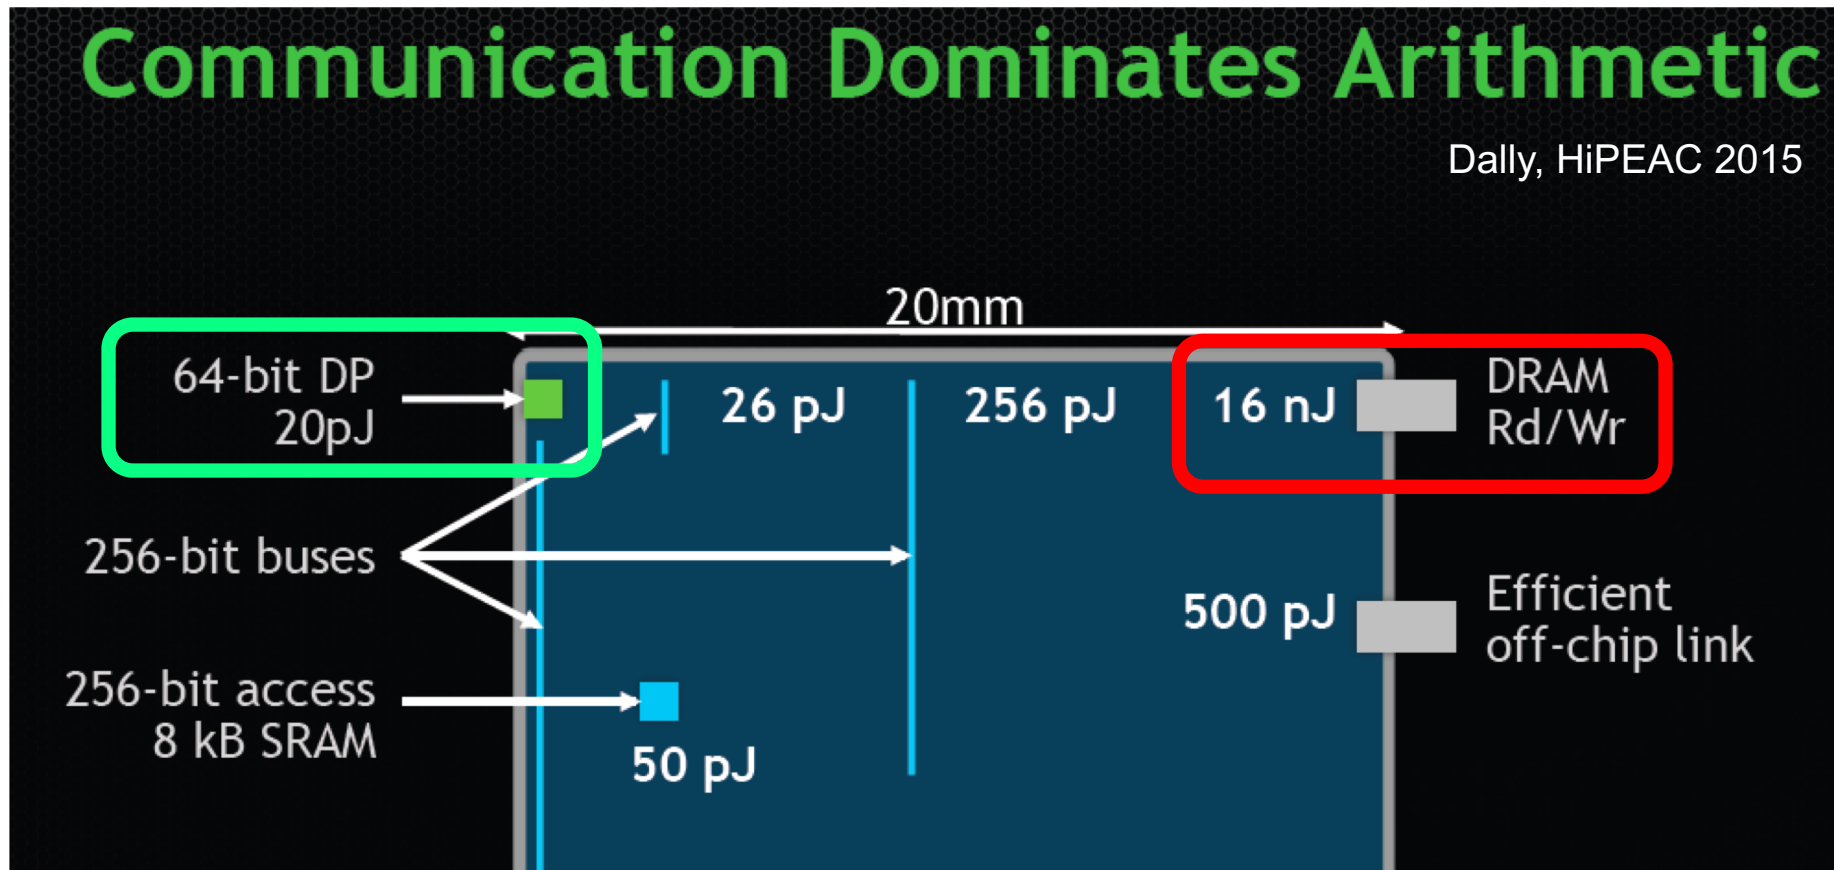 Communication Dominates Arithmetic
Dally, HiPEAC 2015
20mm
64-bit DP
20pJ
26 pJ
256 pJ
16 nJ
DRAM
Rd/Wr
256-bit buses
500 pJ
Efficient
off-chip link
256-bit access
8 kB SRAM
50 pJ